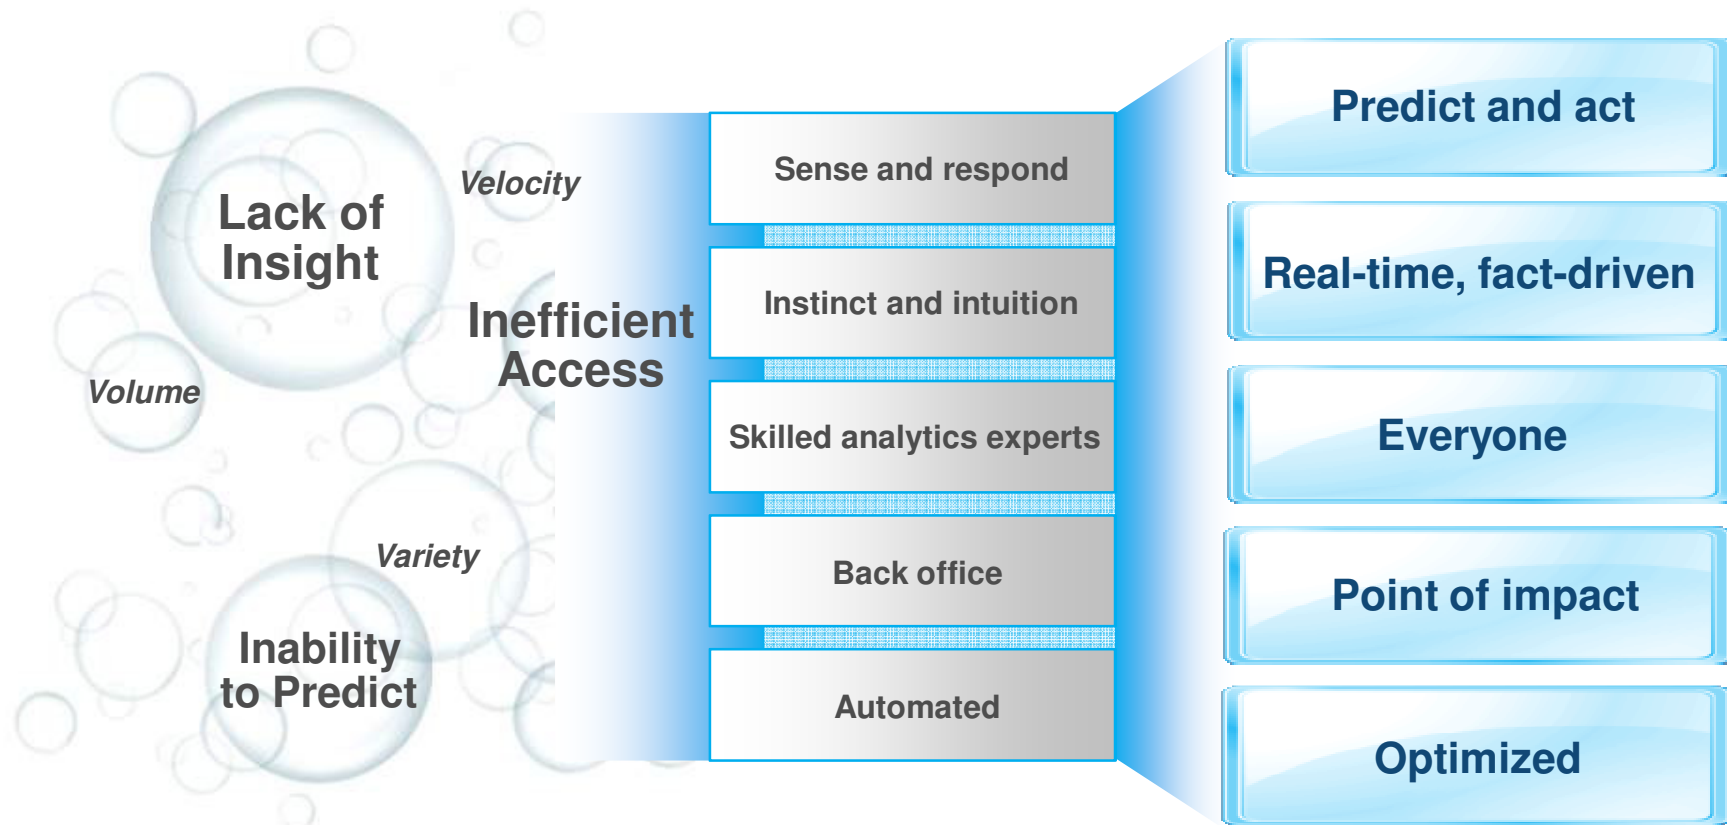 Lack of
Insight
Velocity
Inefficient
Access
Volume
Variety
Inability
to Predict
Sense and respond
Instinct and intuition
Skilled analytics experts
Back office
Automated
Predict and act
Real-time, fact-driven
Everyone
Point of impact
Optimized